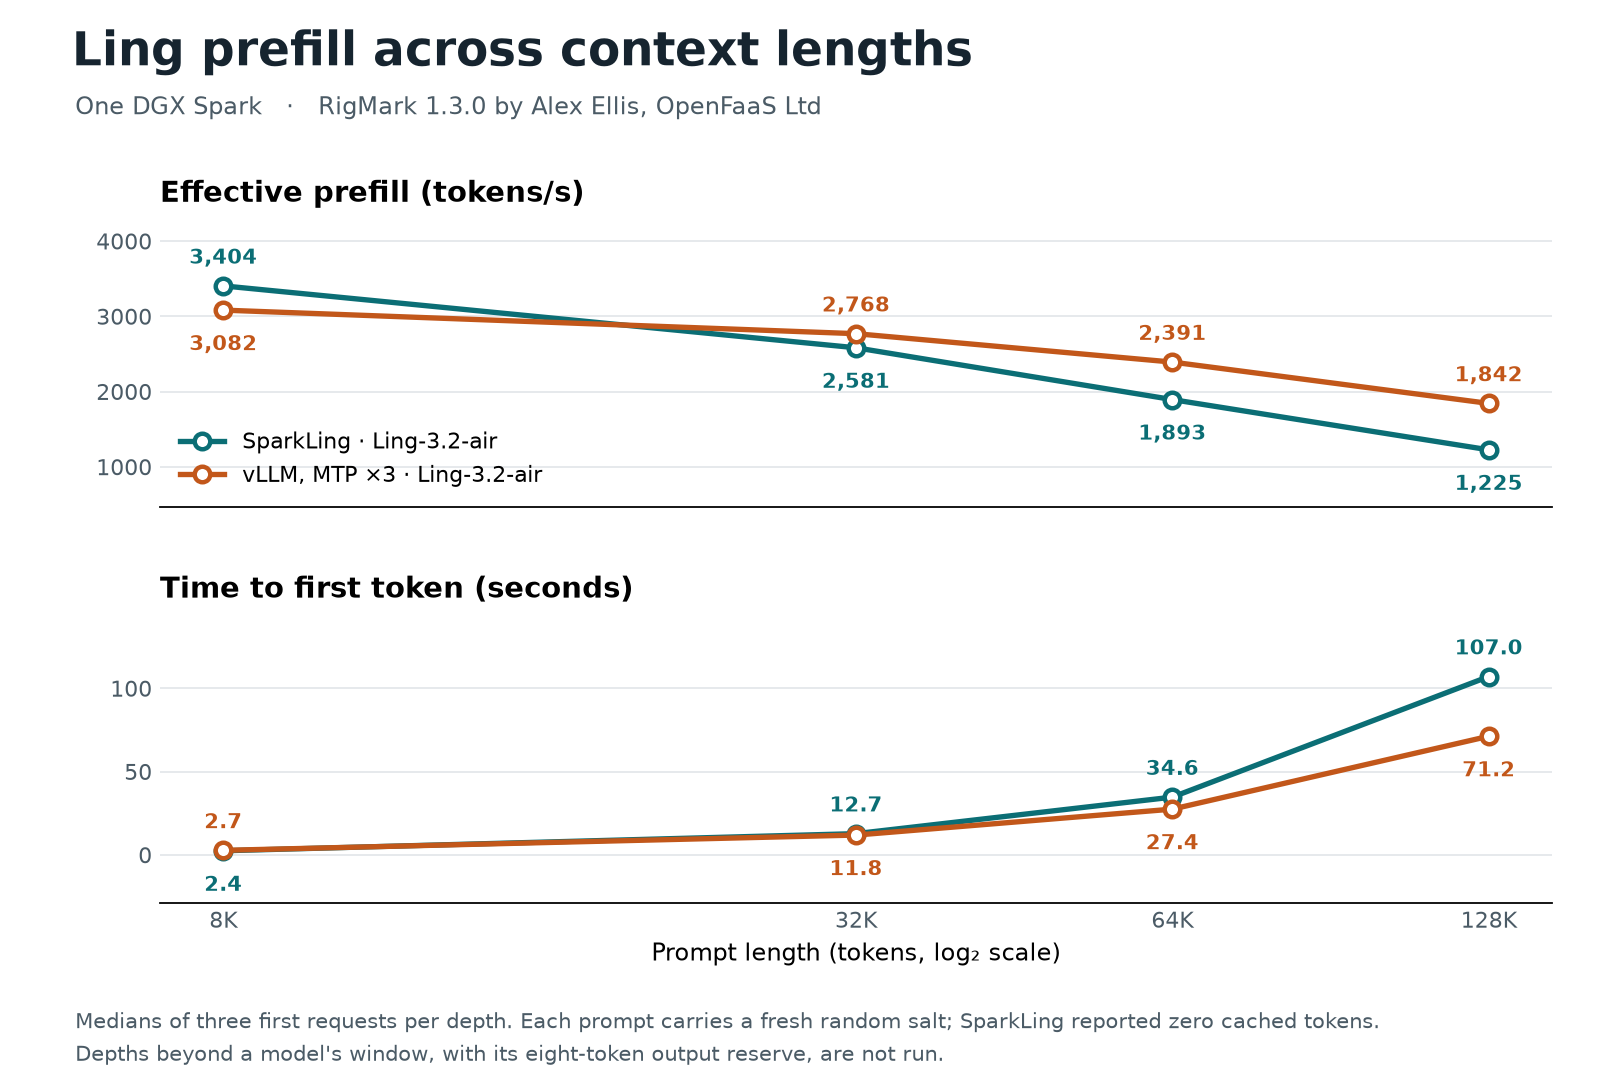 Ling prefill across context lengths
One DGX Spark · RigMark 1.3.0 by Alex Ellis, OpenFaaS Ltd
Effective prefill (tokens/s)
4000
3000
2000
1000
3,404
3,082
2,768
2,581
2,391
1,893
1,842
1,225
SparkLing · Ling-3.2-air
vLLM, MTP ×3 · Ling-3.2-air
Time to first token (seconds)
100
50
0
2.7
2.4
12.7
11.8
34.6
27.4
107.0
71.2
8K 32K 64K 128K
Prompt length (tokens, log₂ scale)
Medians of three first requests per depth. Each prompt carries a fresh random salt; SparkLing reported zero cached tokens.
Depths beyond a model's window, with its eight-token output reserve, are not run.